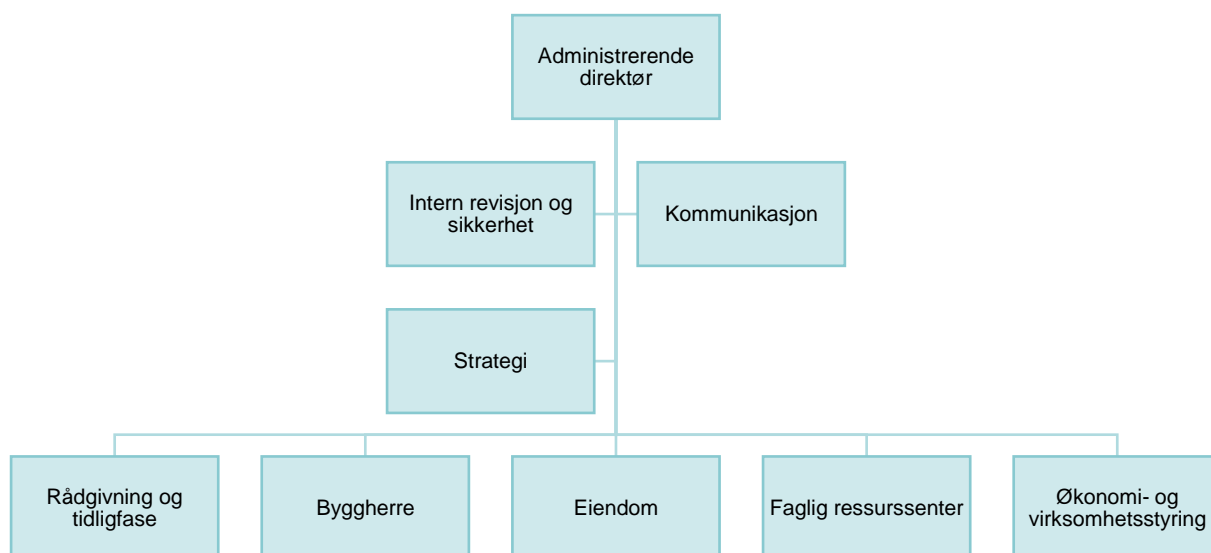 Administrerende
direktør
Intern revisjon og
sikkerhet
Kommunikasjon
Strategi
Rådgivning og
tidligfase
Byggherre
Eiendom
Faglig ressurssenter
Økonomi- og
virksomhetsstyring